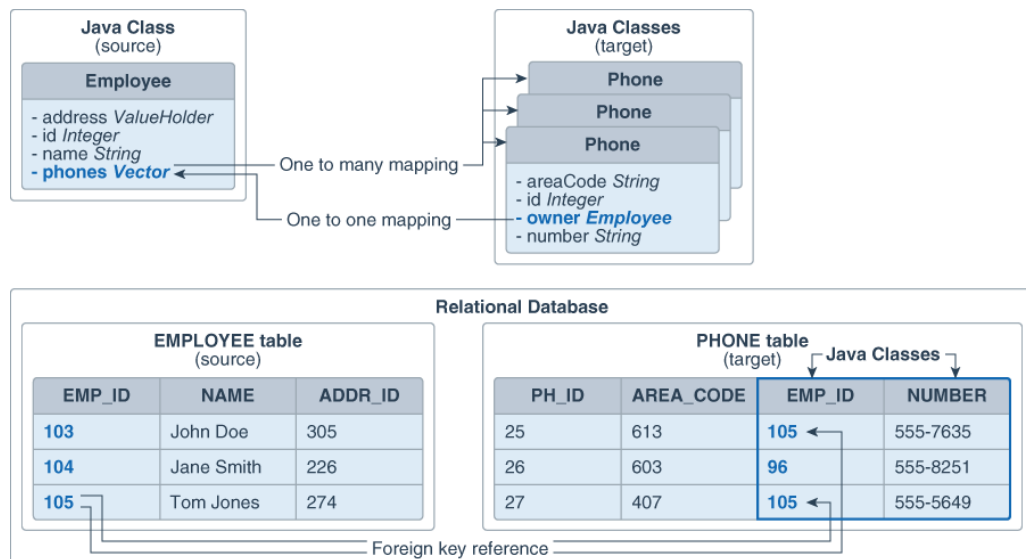 Java Class
(source)
Employee
- address ValueHolder
- id Integer
- name String
- phones Vector
One to many mapping
One to one mapping
Java Classes
(target)
Phone
Phone
Phone
- areaCode String
- id Integer
- owner Employee
- number String
Relational Database
EMPLOYEE table
(source)
EMP_ID NAME ADDR_ID
103 John Doe 305
104 Jane Smith 226
105 Tom Jones 274
PHONE table
(target)
Java Classes
PH_ID AREA_CODE EMP_ID NUMBER
25 613 105 555-7635
26 603 96 555-8251
27 407 105 555-5649
Foreign key reference